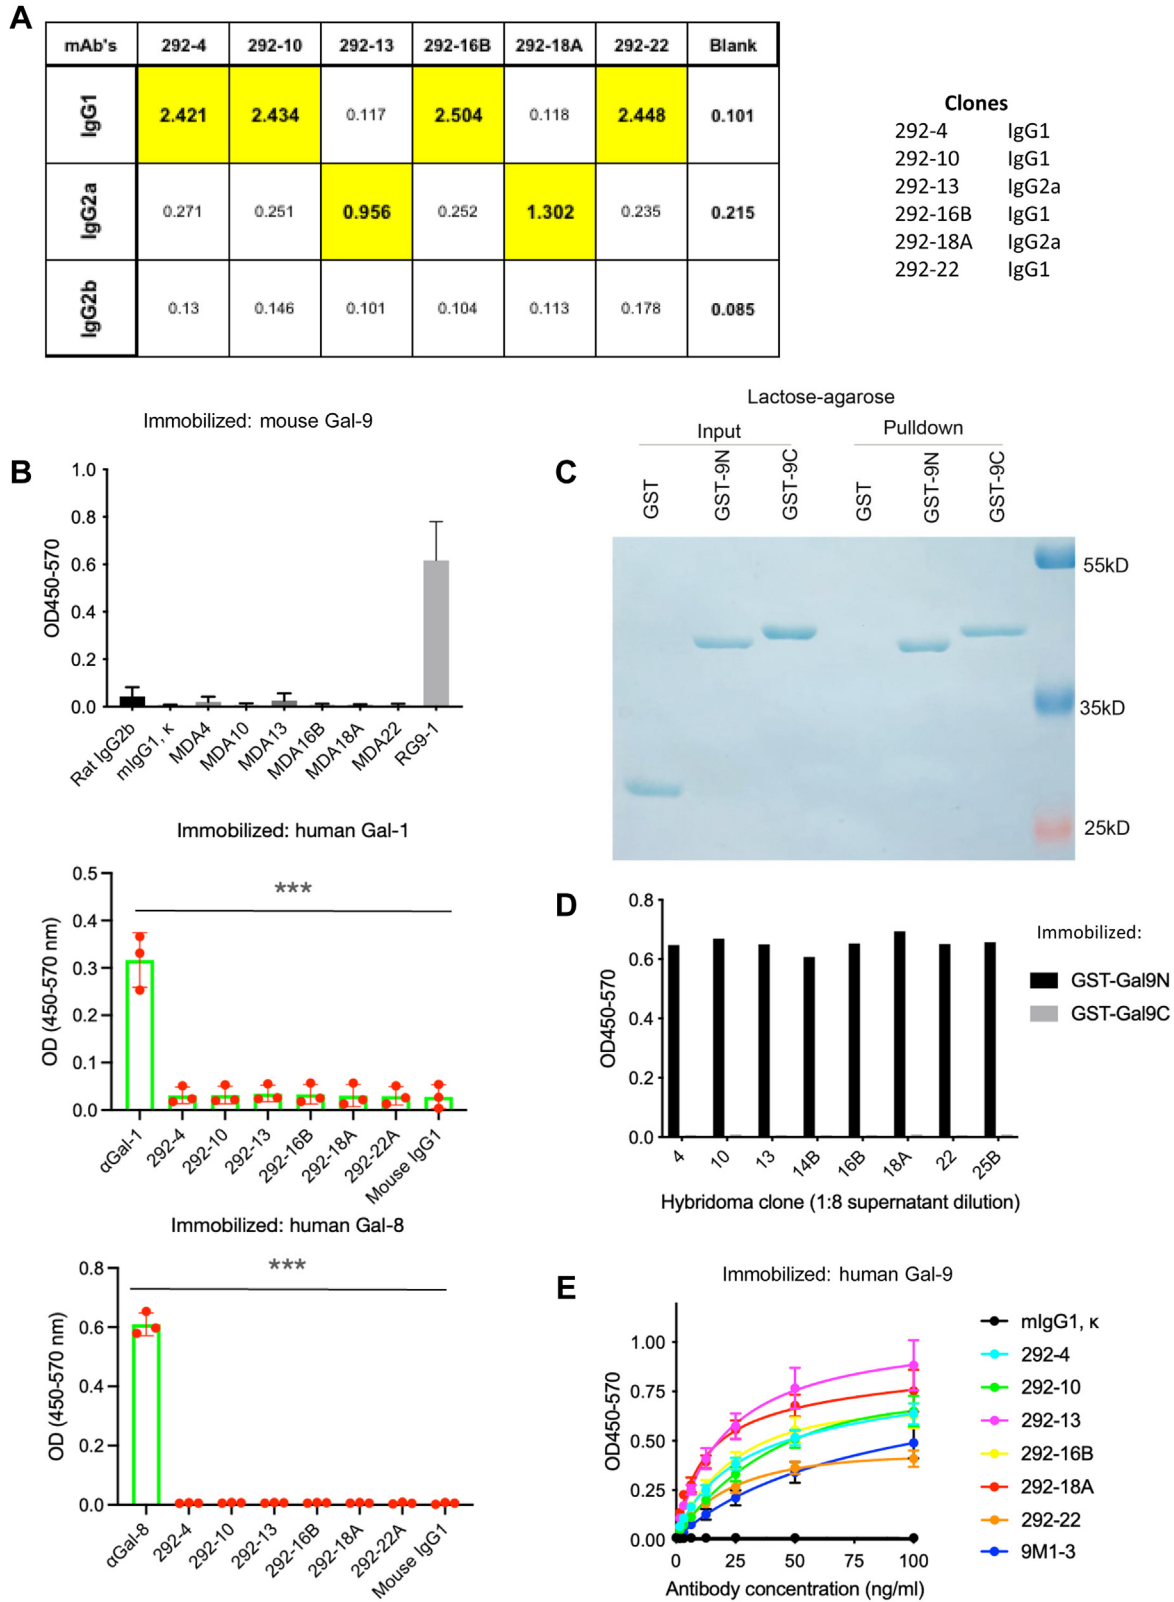 A
mAb's 292-4 292-10 292-13 292-16B 292-18A 292-22 Blank
IgG1 2.421 2.434 0.117 2.504 0.118 2.448 0.101
IgG2a 0.271 0.251 0.956 0.252 1.302 0.235 0.215
IgG2b 0.13 0.146 0.101 0.104 0.113 0.178 0.085
Clones
292-4 IgG1
292-10 IgG1
292-13 IgG2a
292-16B IgG1
292-18A IgG2a
292-22 IgG1
B
Immobilized: mouse Gal-9
OD450-570
1.0
0.8
0.6
0.4
0.2
0.0
Rat IgG2b mIgG1, κ MDA4 MDA10 MDA13 MDA16B MDA18A MDA22 RG9-1
Immobilized: human Gal-1
***
OD (450-570 nm)
0.5
0.4
0.3
0.2
0.1
0.0
αGal-1 292-4 292-10 292-13 292-16B 292-18A 292-22A Mouse IgG1
Immobilized: human Gal-8
***
OD (450-570 nm)
0.8
0.6
0.4
0.2
0.0
αGal-8 292-4 292-10 292-13 292-16B 292-18A 292-22A Mouse IgG1
C
Lactose-agarose
Input Pulldown
GST GST-9N GST-9C GST GST-9N GST-9C
55kD
35kD
25kD
D
OD450-570
0.8
0.6
0.4
0.2
0.0
4 10 13 14B 16B 18A 22 25B
Hybridoma clone (1:8 supernatant dilution)
Immobilized:
GST-Gal9N
GST-Gal9C
E
Immobilized: human Gal-9
OD450-570
1.00
0.75
0.50
0.25
0.00
0 25 50 75 100
Antibody concentration (ng/ml)
mIgG1, κ
292-4
292-10
292-13
292-16B
292-18A
292-22
9M1-3